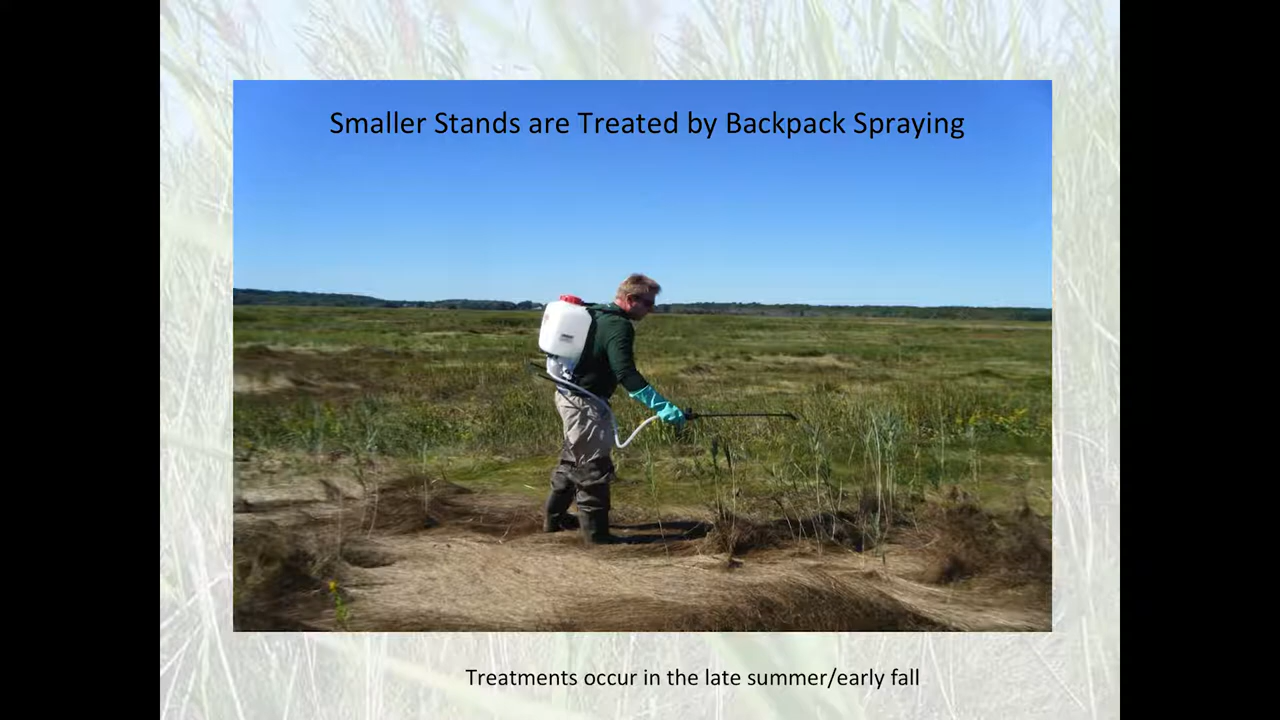 Smaller Stands are Treated by Backpack Spraying
Treatments occur in the late summer/early fall